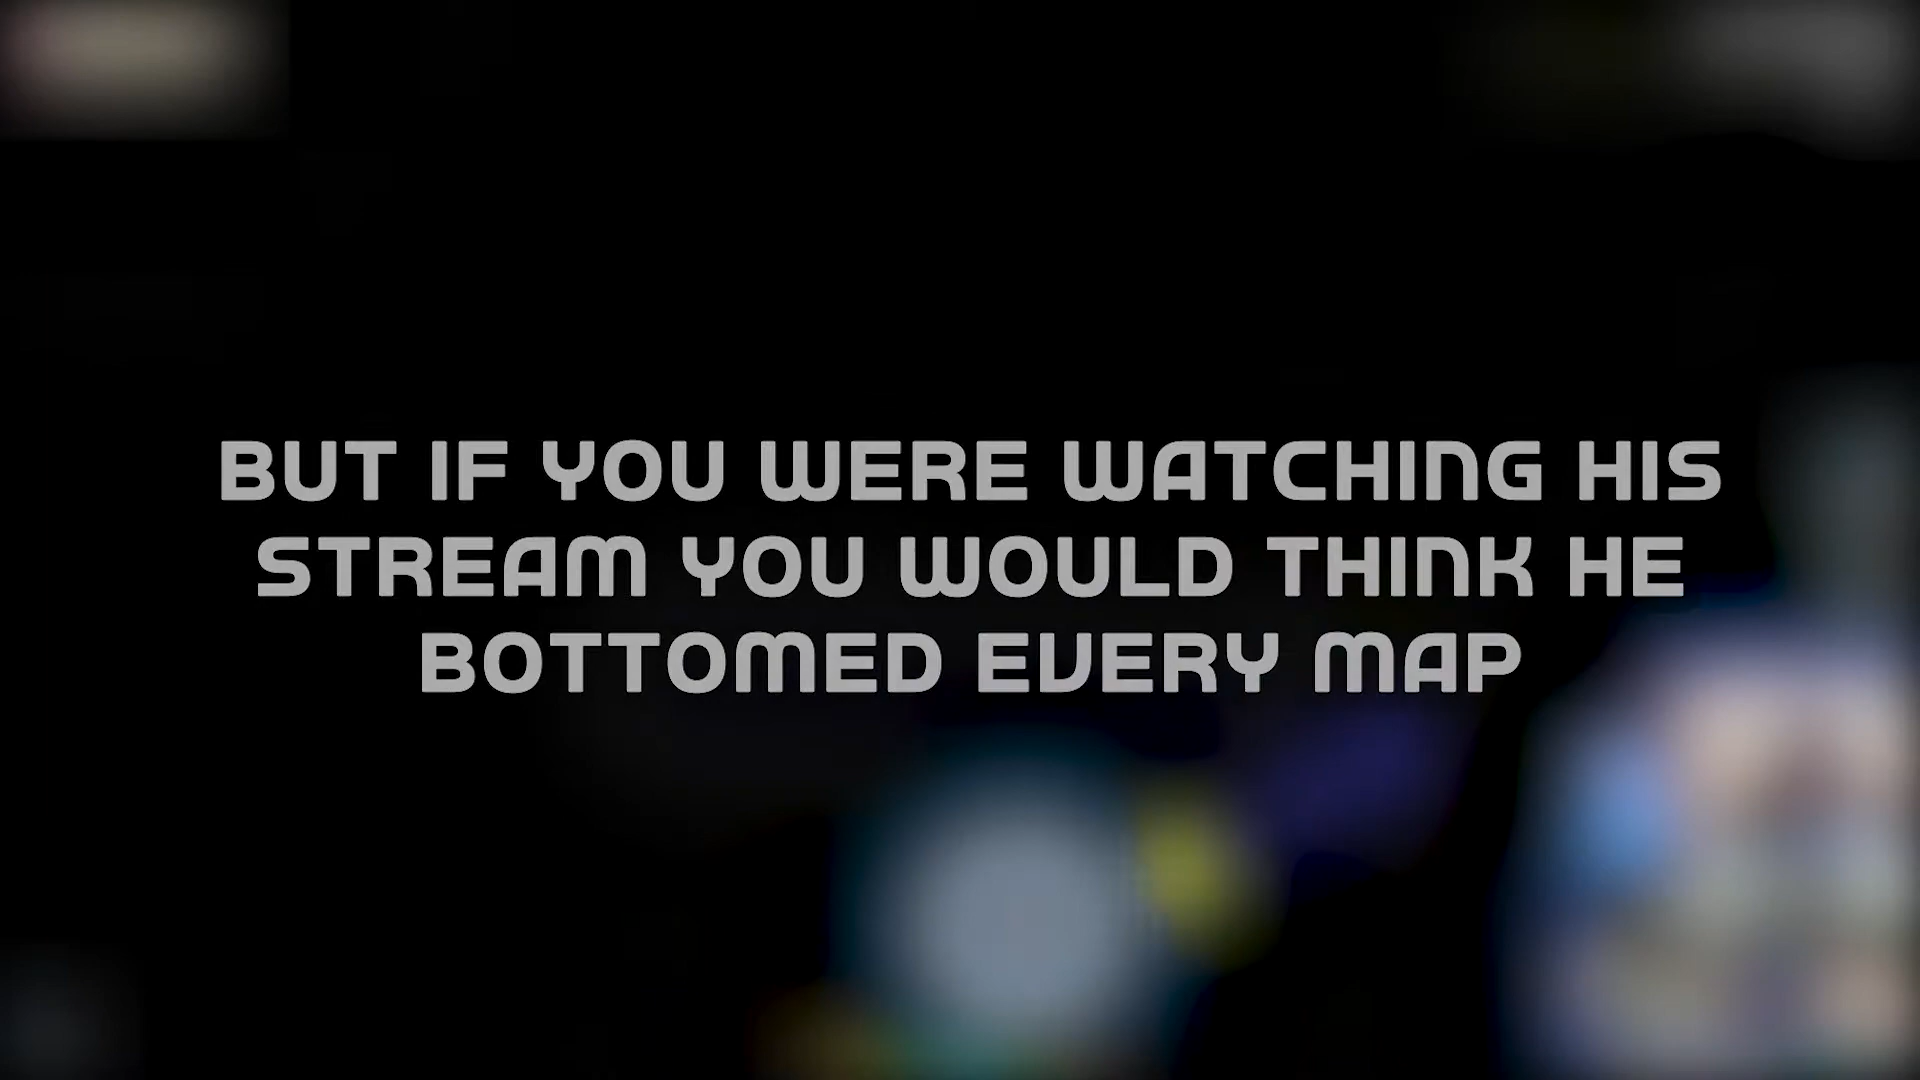 BUT IF YOU WERE WATCHING HIS
STREAM YOU WOULD THINK HE
BOTTOMED EVERY MAP